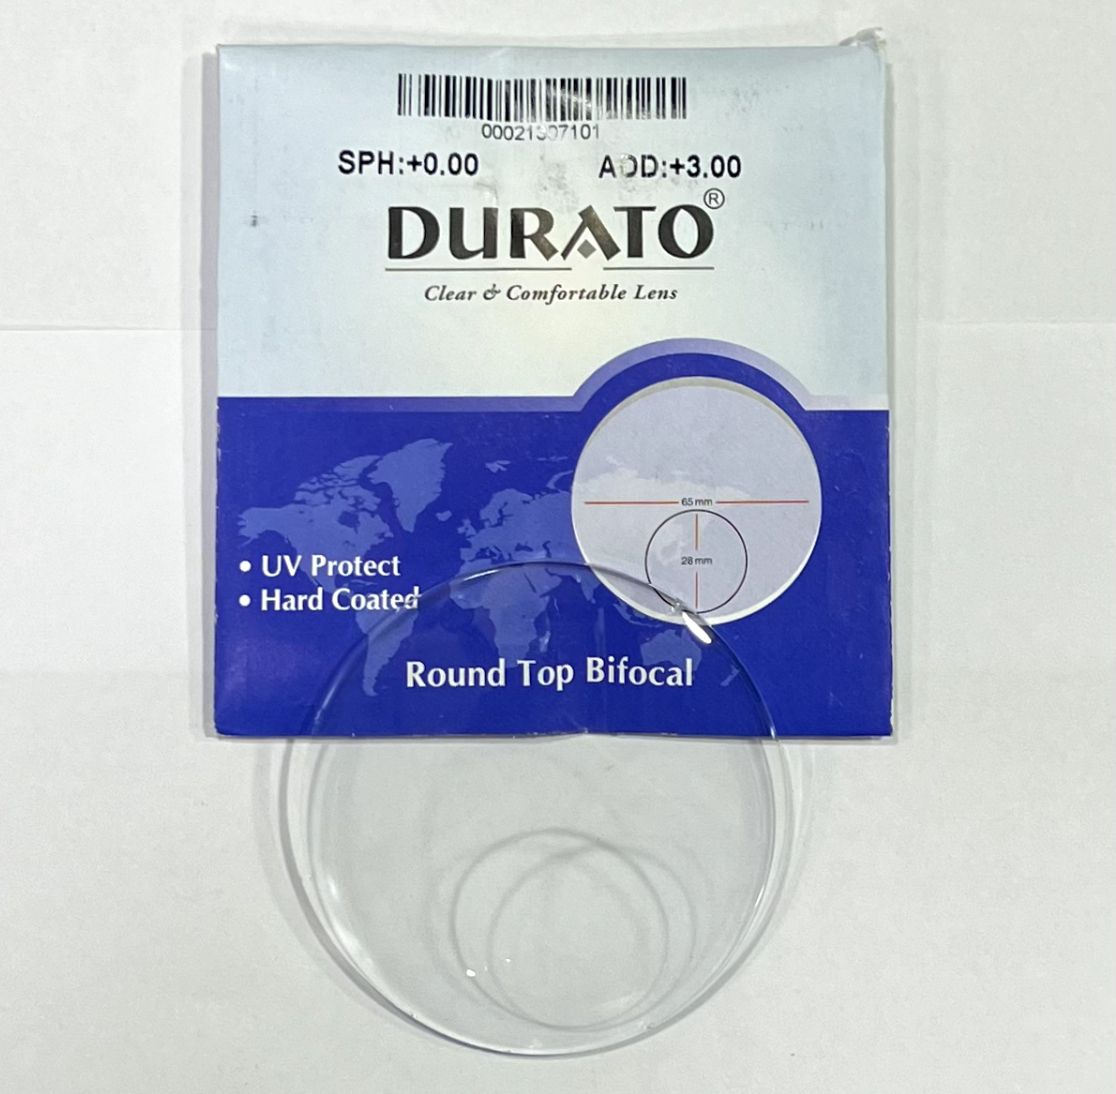 SPH:+0.00 ADD:+3.00
DURATO®
Clear & Comfortable Lens
65 mm
28 mm
• UV Protect
• Hard Coated
Round Top Bifocal